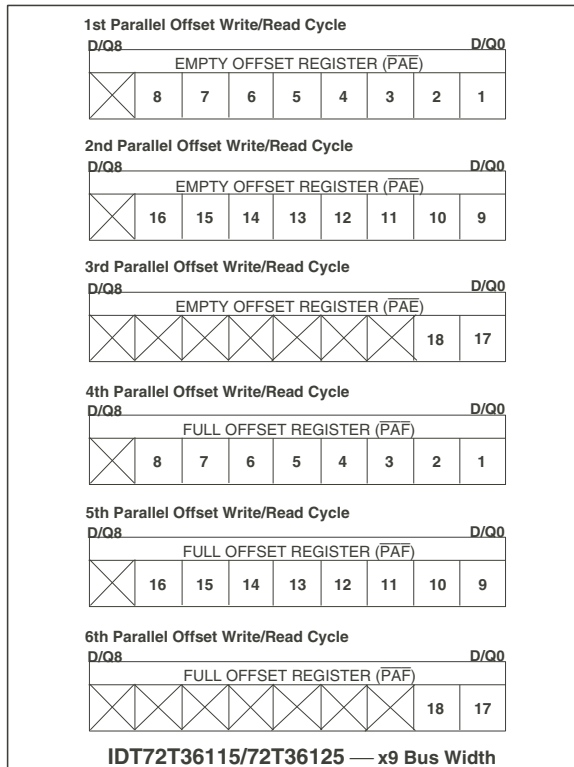 1st Parallel Offset Write/Read Cycle
D/Q8 D/Q0
EMPTY OFFSET REGISTER (PAE)
8 7 6 5 4 3 2 1
2nd Parallel Offset Write/Read Cycle
D/Q8 D/Q0
EMPTY OFFSET REGISTER (PAE)
16 15 14 13 12 11 10 9
3rd Parallel Offset Write/Read Cycle
D/Q8 D/Q0
EMPTY OFFSET REGISTER (PAE)
18 17
4th Parallel Offset Write/Read Cycle
D/Q8 D/Q0
FULL OFFSET REGISTER (PAF)
8 7 6 5 4 3 2 1
5th Parallel Offset Write/Read Cycle
D/Q8 D/Q0
FULL OFFSET REGISTER (PAF)
16 15 14 13 12 11 10 9
6th Parallel Offset Write/Read Cycle
D/Q8 D/Q0
FULL OFFSET REGISTER (PAF)
18 17
IDT72T36115/72T36125 — x9 Bus Width